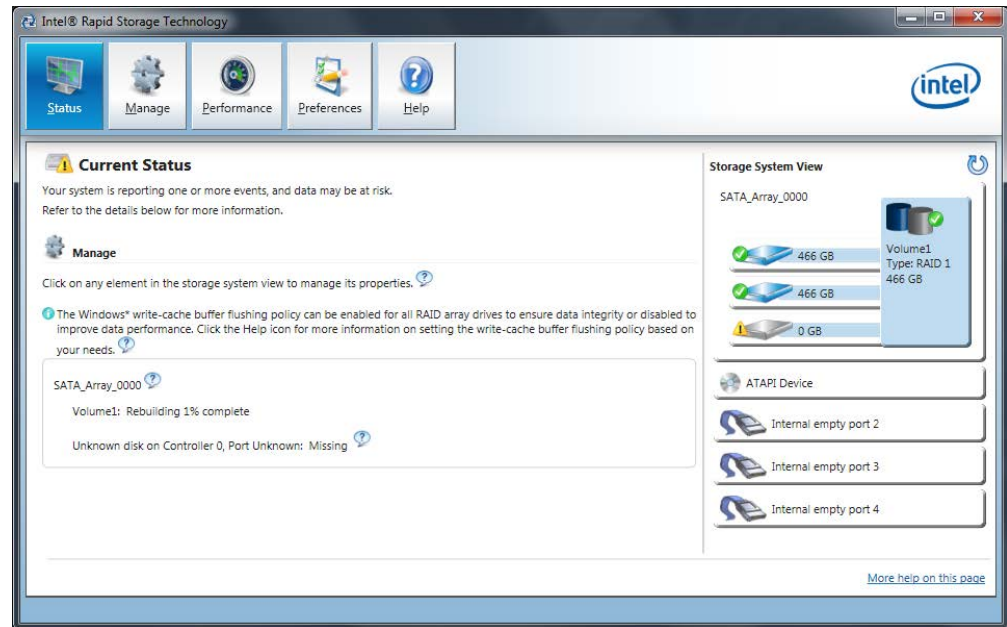 Intel® Rapid Storage Technology
Status
Manage
Performance
Preferences
Help
intel
Current Status
Your system is reporting one or more events, and data may be at risk.
Refer to the details below for more information.
Manage
Click on any element in the storage system view to manage its properties.
The Windows* write-cache buffer flushing policy can be enabled for all RAID array drives to ensure data integrity or disabled to
improve data performance. Click the Help icon for more information on setting the write-cache buffer flushing policy based on
your needs.
SATA_Array_0000
Volume1: Rebuilding 1% complete
Unknown disk on Controller 0, Port Unknown: Missing
Storage System View
SATA_Array_0000
466 GB
466 GB
0 GB
Volume1
Type: RAID 1
466 GB
ATAPI Device
Internal empty port 2
Internal empty port 3
Internal empty port 4
More help on this page